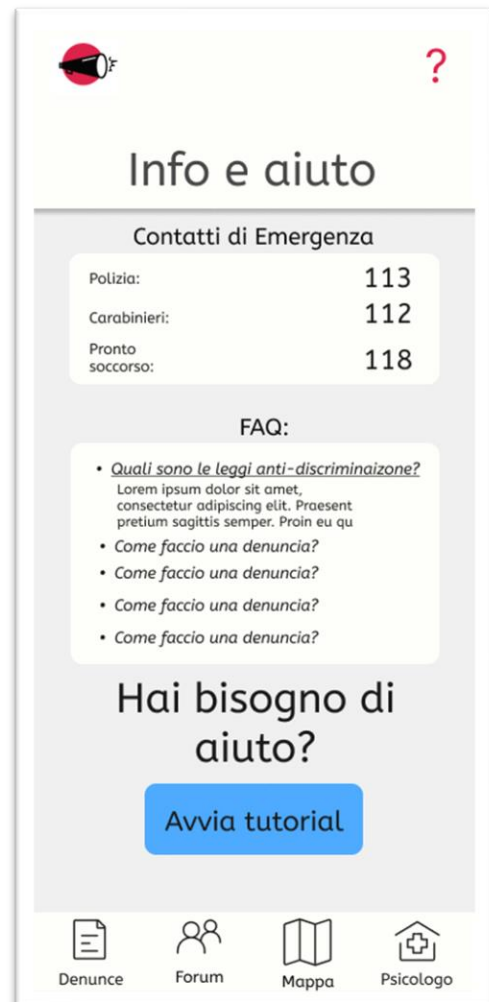 ?
Info e aiuto
Contatti di Emergenza
Polizia: 113
Carabinieri: 112
Pronto
soccorso: 118
FAQ:
• Quali sono le leggi anti-discriminaizone?
Lorem ipsum dolor sit amet,
consectetur adipiscing elit. Praesent
pretium sagittis semper. Proin eu qu
• Come faccio una denuncia?
• Come faccio una denuncia?
• Come faccio una denuncia?
• Come faccio una denuncia?
Hai bisogno di
aiuto?
Avvia tutorial
Denunce Forum Mappa Psicologo